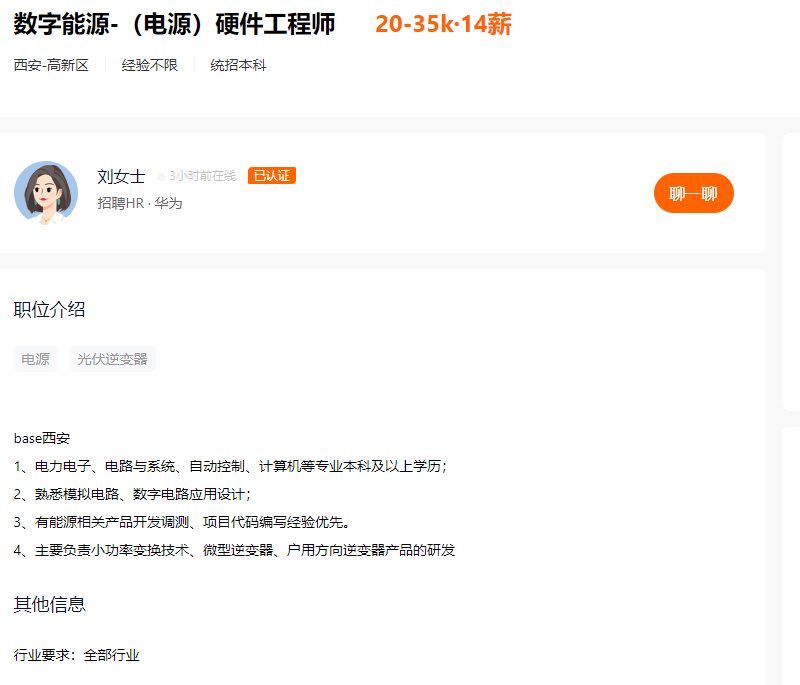 数字能源-（电源）硬件工程师 20-35k·14薪
西安-高新区 经验不限 统招本科
刘女士 3小时前在线 已认证
招聘HR · 华为
聊一聊
职位介绍
电源 光伏逆变器
base西安
1、电力电子、电路与系统、自动控制、计算机等专业本科及以上学历；
2、熟悉模拟电路、数字电路应用设计；
3、有能源相关产品开发调测、项目代码编写经验优先。
4、主要负责小功率变换技术、微型逆变器、户用方向逆变器产品的研发
其他信息
行业要求：全部行业